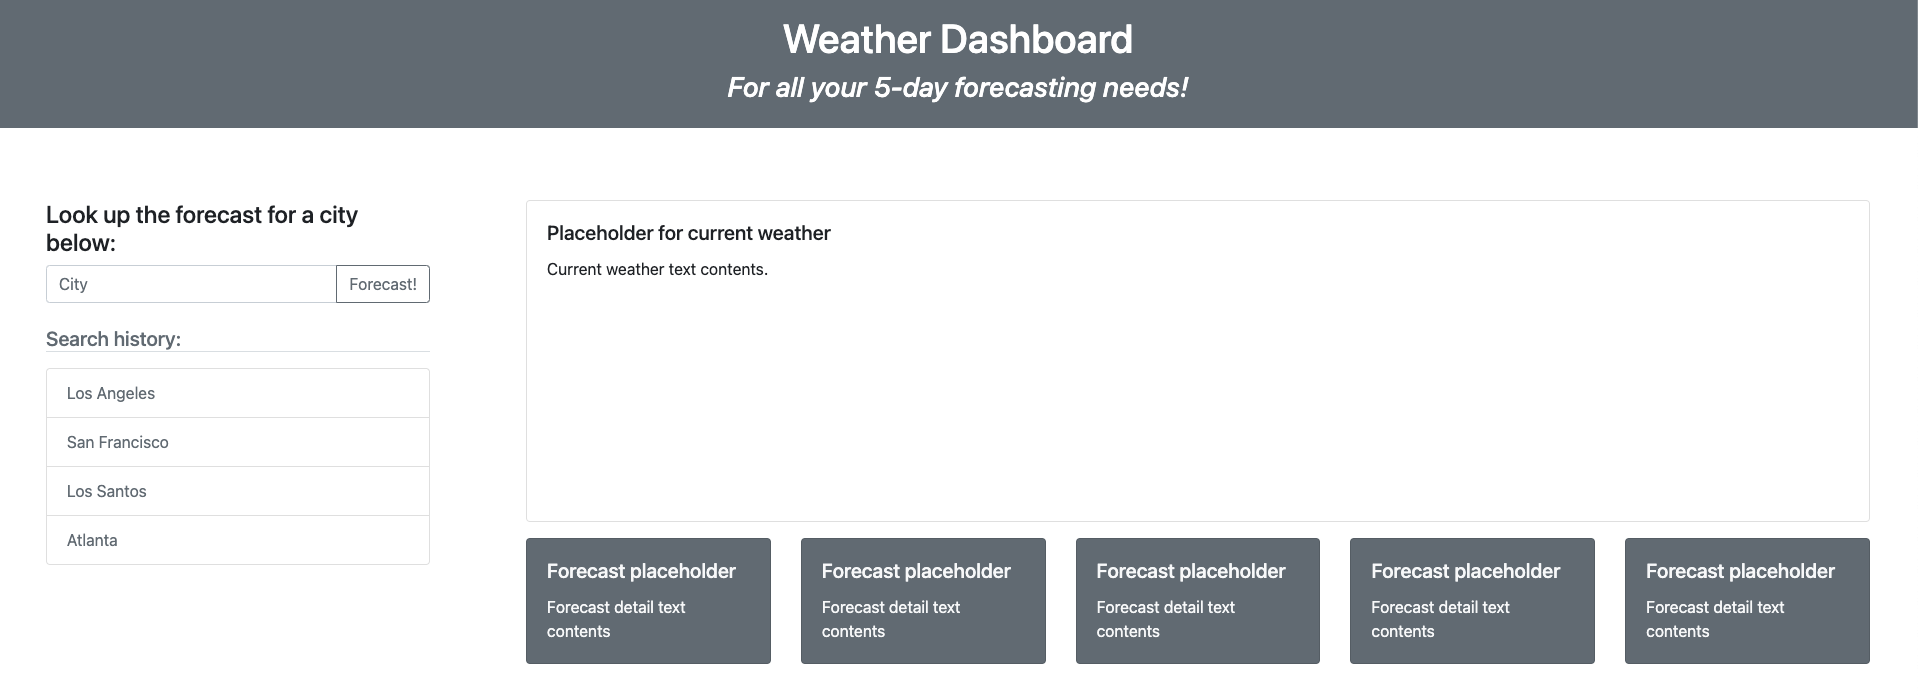 Weather Dashboard
For all your 5-day forecasting needs!
Look up the forecast for a city
below:
City
Forecast!
Search history:
Los Angeles
San Francisco
Los Santos
Atlanta
Placeholder for current weather
Current weather text contents.
Forecast placeholder
Forecast detail text
contents
Forecast placeholder
Forecast detail text
contents
Forecast placeholder
Forecast detail text
contents
Forecast placeholder
Forecast detail text
contents
Forecast placeholder
Forecast detail text
contents